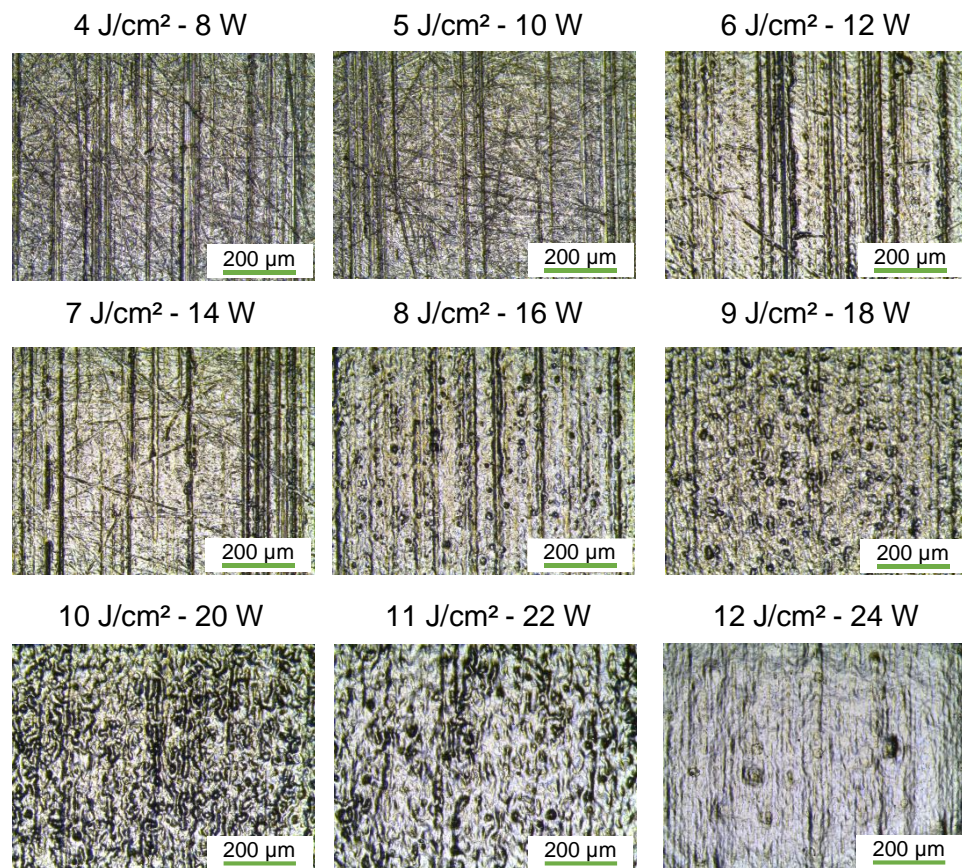 4 J/cm² - 8 W
5 J/cm² - 10 W
6 J/cm² - 12 W
200 µm
200 µm
200 µm
7 J/cm² - 14 W
8 J/cm² - 16 W
9 J/cm² - 18 W
200 µm
200 µm
200 µm
10 J/cm² - 20 W
11 J/cm² - 22 W
12 J/cm² - 24 W
200 µm
200 µm
200 µm